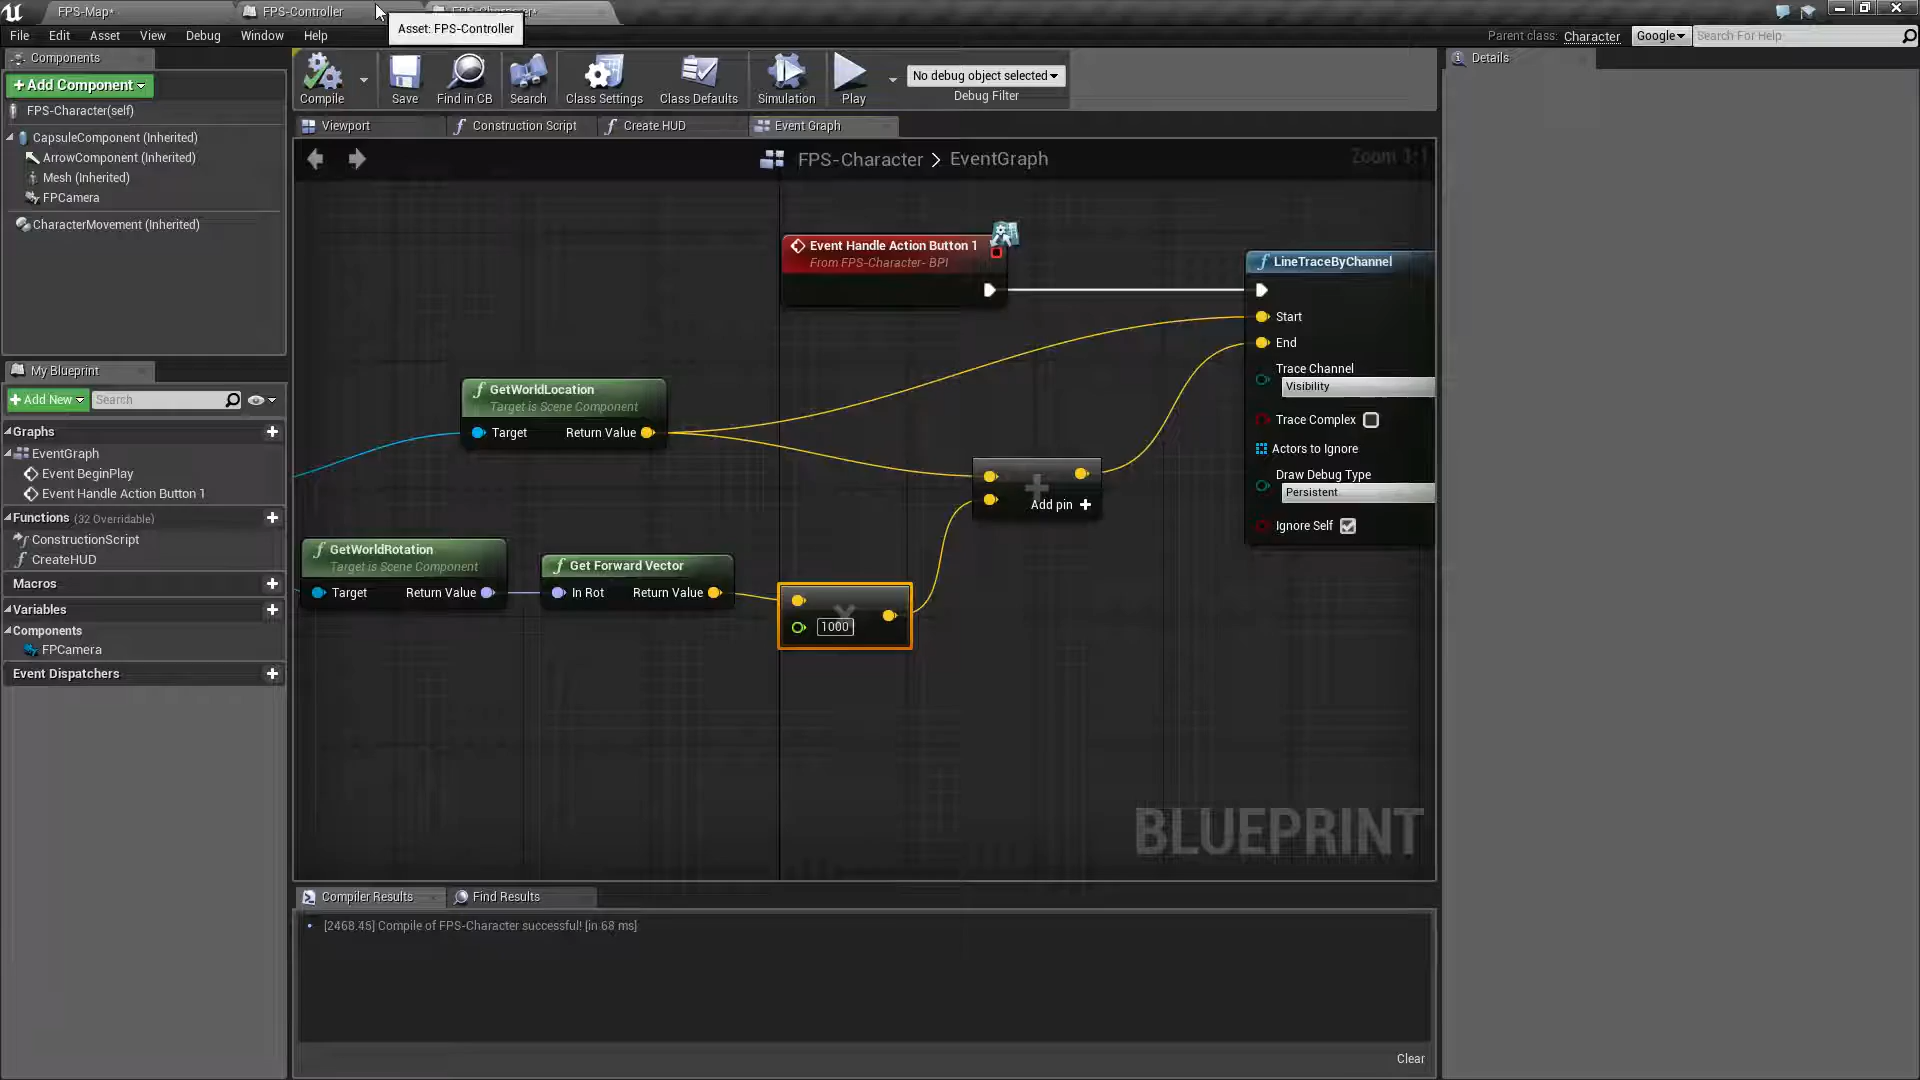 FPS-Map*
FPS-Controller
FPS-Character*
Asset: FPS-Controller
File Edit Asset View Debug Window Help
Parent class: Character
Google
Search For Help
Components
Details
+ Add Component
Compile
Save
Find in CB
Search
Class Settings
Class Defaults
Simulation
Play
No debug object selected
Debug Filter
FPS-Character(self)
CapsuleComponent (Inherited)
ArrowComponent (Inherited)
Mesh (Inherited)
FPCamera
CharacterMovement (Inherited)
Viewport
Construction Script
Create HUD
Event Graph
FPS-Character > EventGraph
Zoom 1:1
Event Handle Action Button 1
From FPS-Character- BPI
LineTraceByChannel
Start
End
Trace Channel
Visibility
Trace Complex
Actors to Ignore
Draw Debug Type
Persistent
Ignore Self
GetWorldLocation
Target is Scene Component
Target
Return Value
Add pin +
GetWorldRotation
Target is Scene Component
Target
Return Value
Get Forward Vector
In Rot
Return Value
1000
BLUEPRINT
My Blueprint
+ Add New
Search
Graphs
EventGraph
Event BeginPlay
Event Handle Action Button 1
Functions (32 Overridable)
ConstructionScript
CreateHUD
Macros
Variables
Components
FPCamera
Event Dispatchers
Compiler Results
Find Results
[2468.45] Compile of FPS-Character successful! [in 68 ms]
Clear